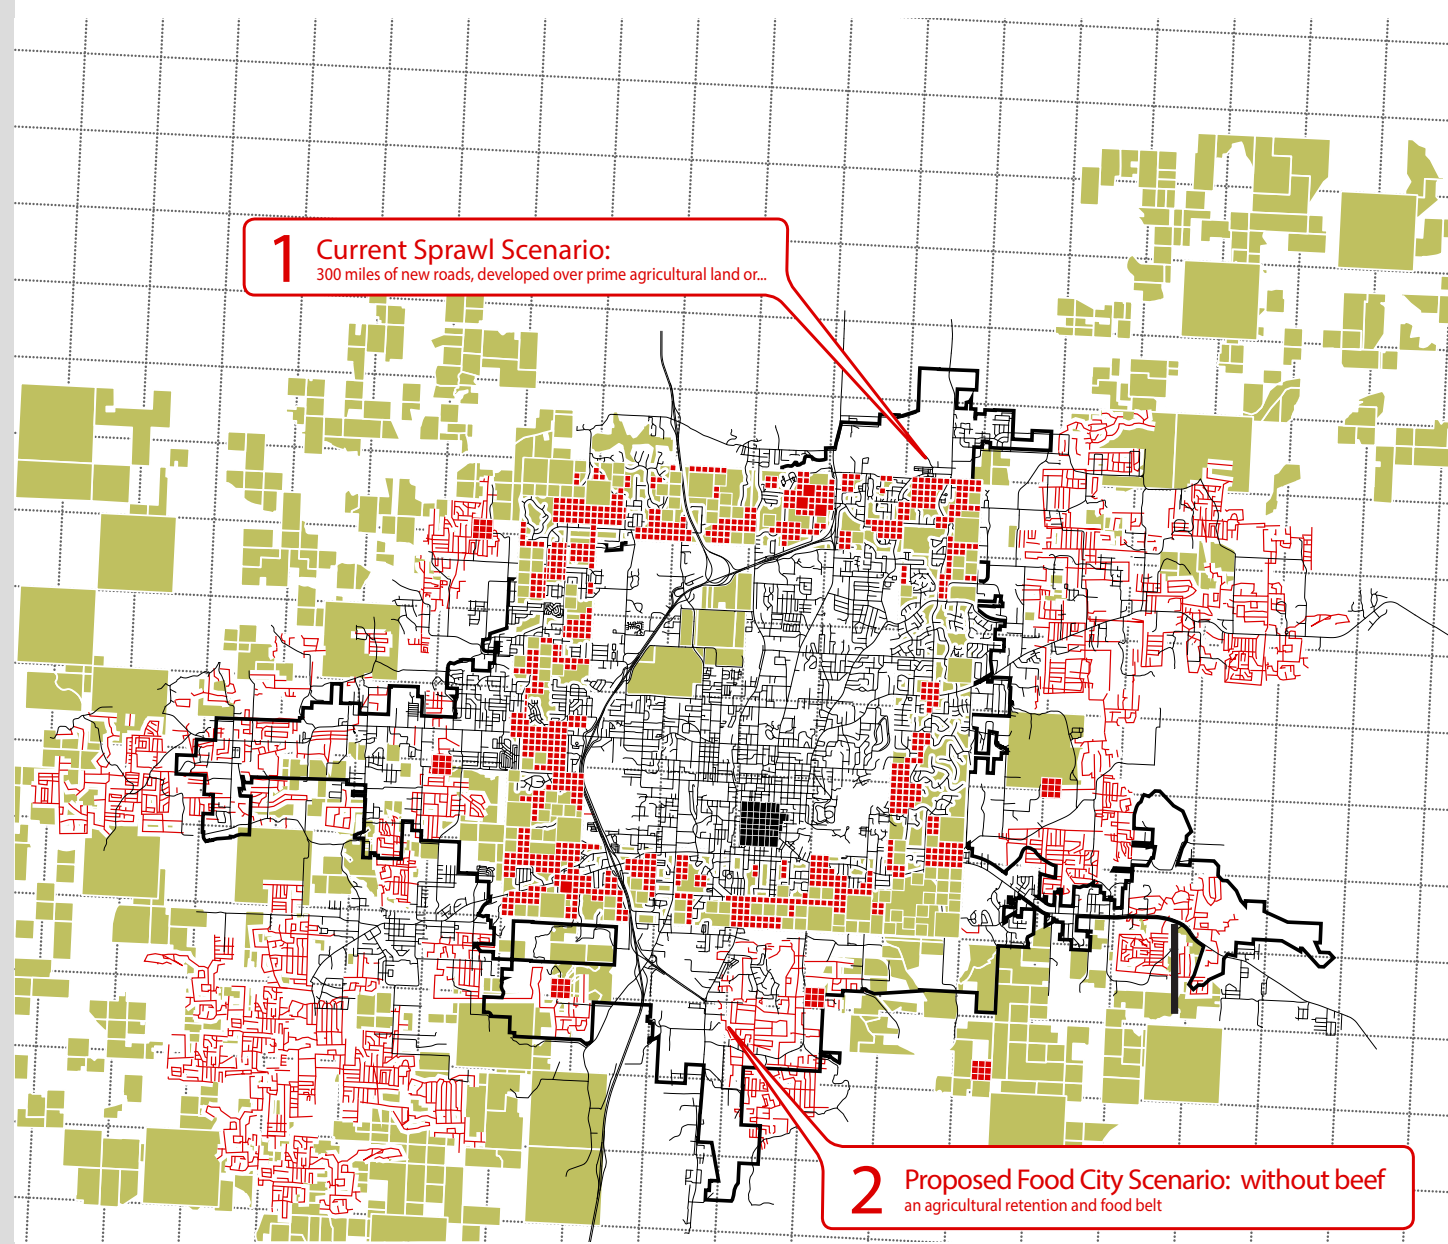 1 Current Sprawl Scenario:
300 miles of new roads, developed over prime agricultural land or...
2 Proposed Food City Scenario: without beef
an agricultural retention and food belt